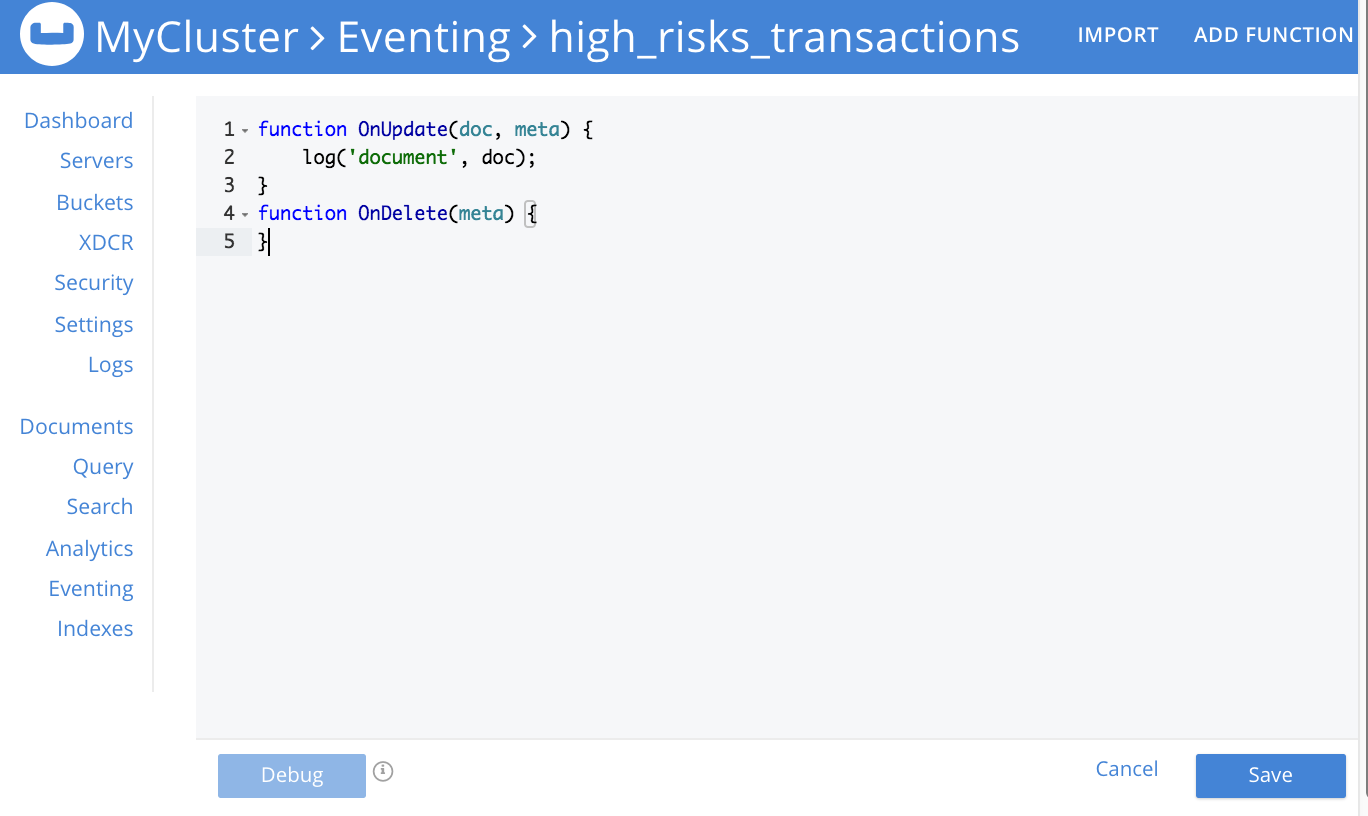 MyCluster > Eventing > high_risks_transactions
IMPORT
ADD FUNCTION
Dashboard
Servers
Buckets
XDCR
Security
Settings
Logs
Documents
Query
Search
Analytics
Eventing
Indexes
1 function OnUpdate(doc, meta) {
2     log('document', doc);
3 }
4 function OnDelete(meta) {
5 }
Debug
Cancel
Save